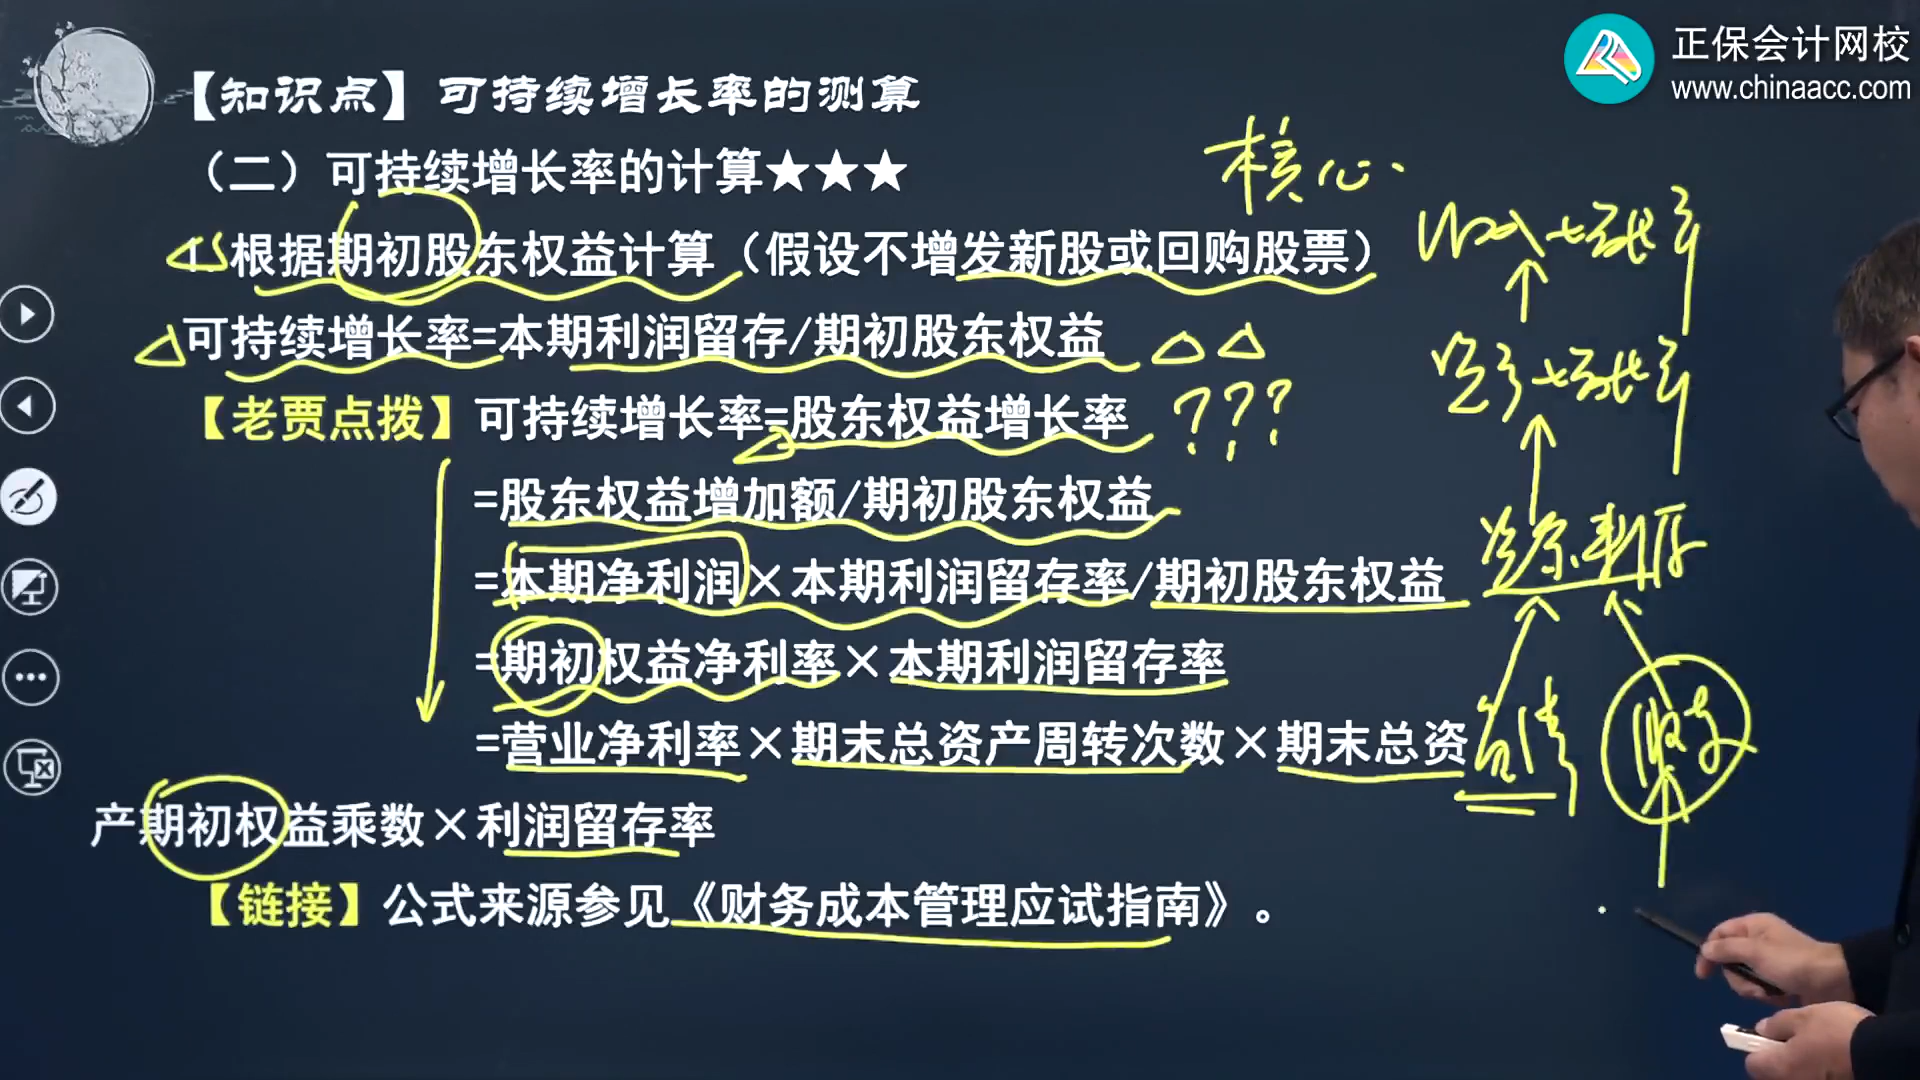 正保会计网校
www.chinaacc.com
【知识点】可持续增长率的测算
（二）可持续增长率的计算★★★
核心
1.根据期初股东权益计算（假设不增发新股或回购股票）
可持续增长率=本期利润留存/期初股东权益
【老贾点拨】可持续增长率=股东权益增长率
???
=股东权益增加额/期初股东权益
=本期净利润×本期利润留存率/期初股东权益
=期初权益净利率×本期利润留存率
=营业净利率×期末总资产周转次数×期末总资
产期初权益乘数×利润留存率
【链接】公式来源参见《财务成本管理应试指南》。